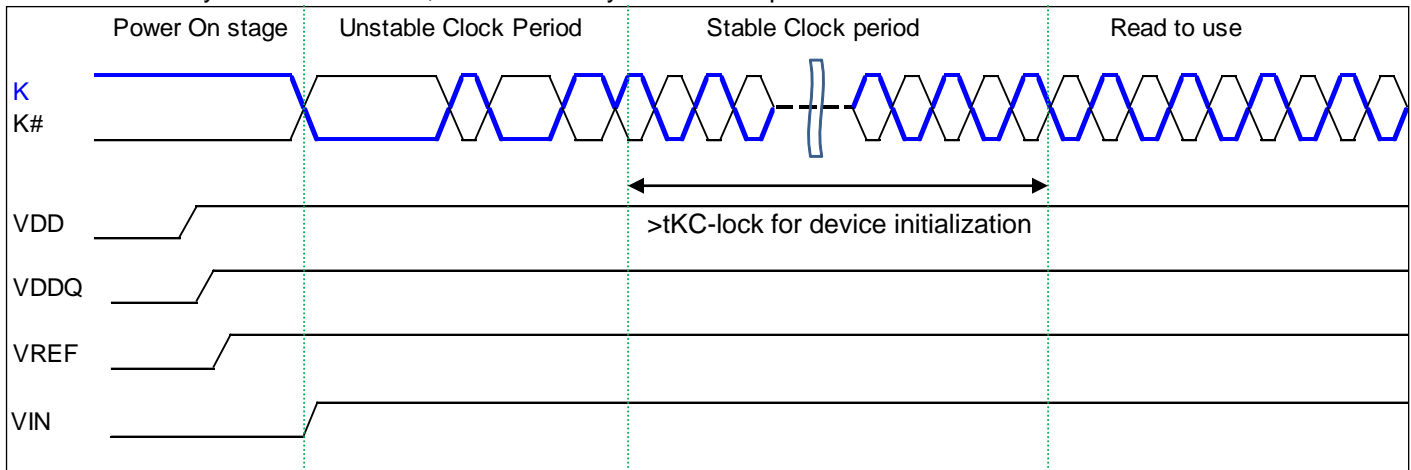 Power On stage
Unstable Clock Period
Stable Clock period
Read to use
K
K#
VDD
>tKC-lock for device initialization
VDDQ
VREF
VIN